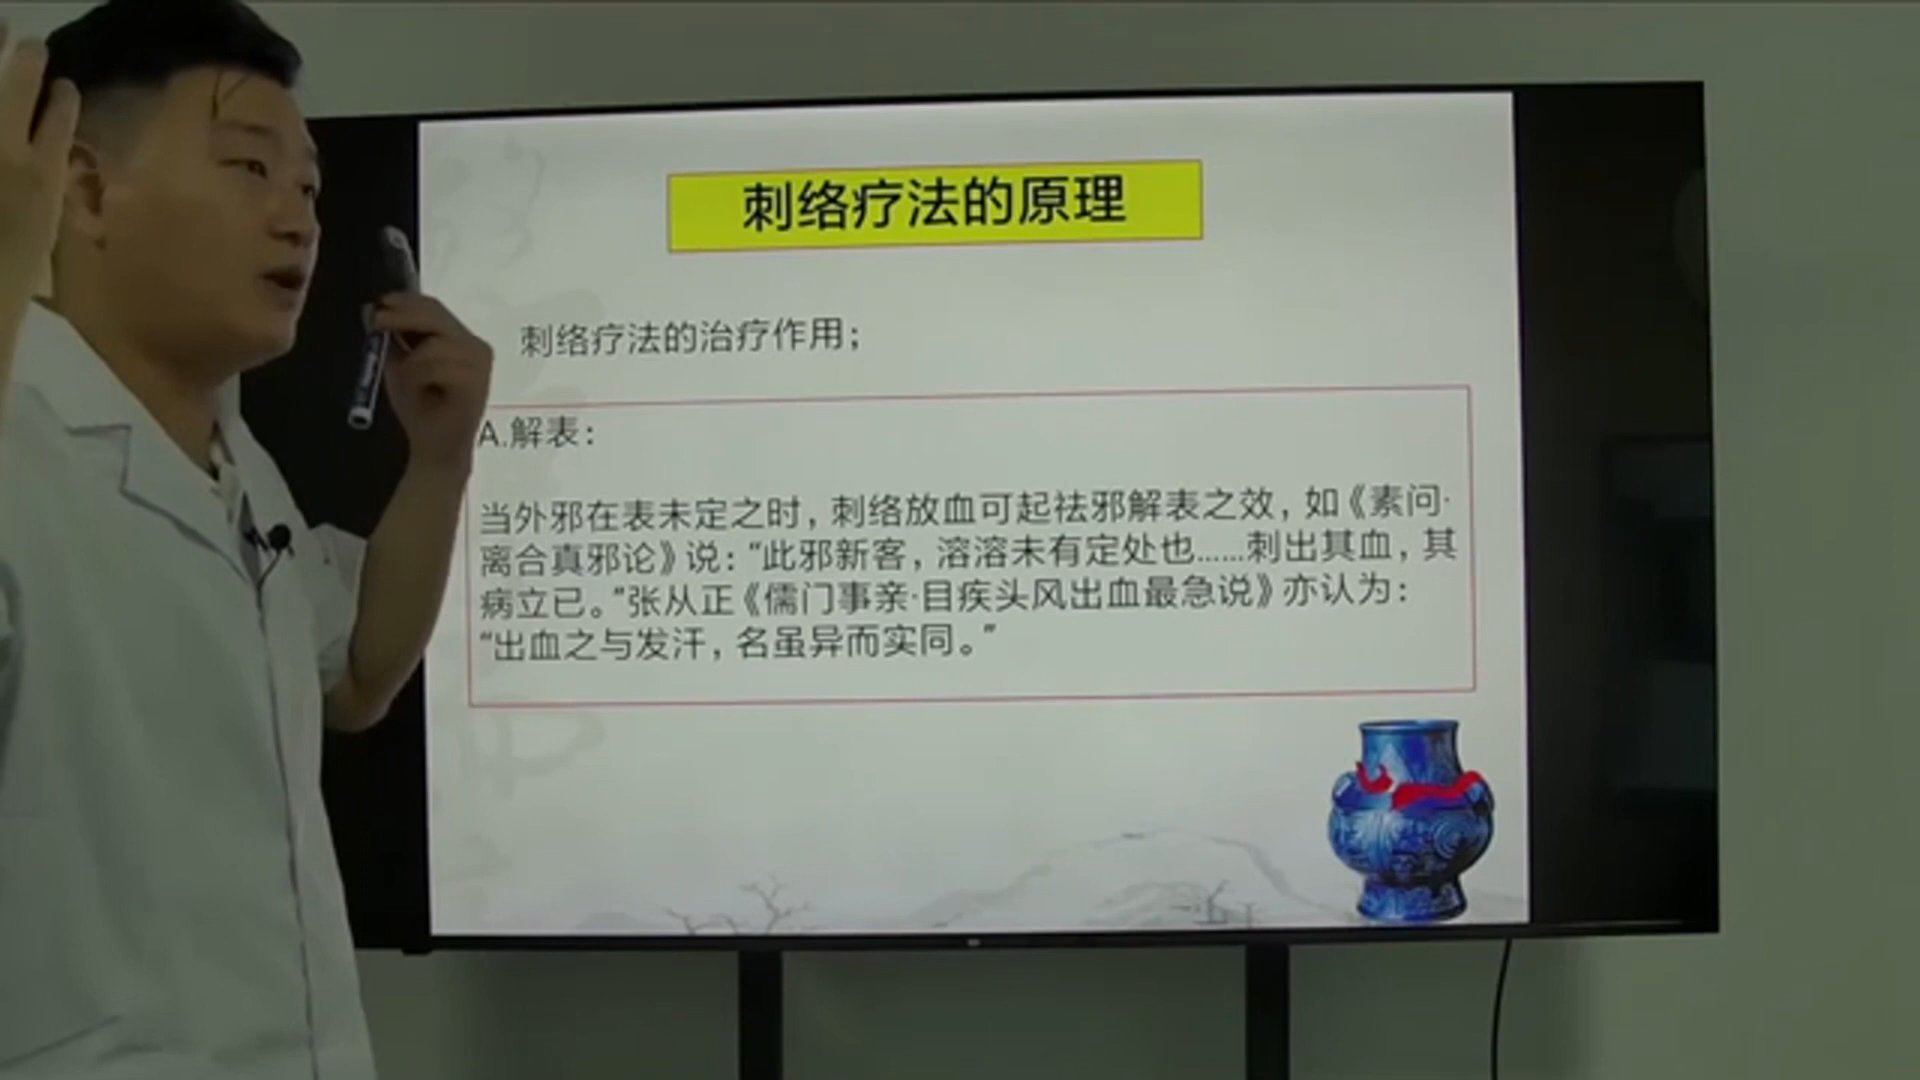 刺络疗法的原理
刺络疗法的治疗作用；
A.解表：
当外邪在表未定之时，刺络放血可起祛邪解表之效，如《素问·
离合真邪论》说：“此邪新客，溶溶未有定处也……刺出其血，其
病立已。”张从正《儒门事亲·目疾头风出血最急说》亦认为：
“出血之与发汗，名虽异而实同。”